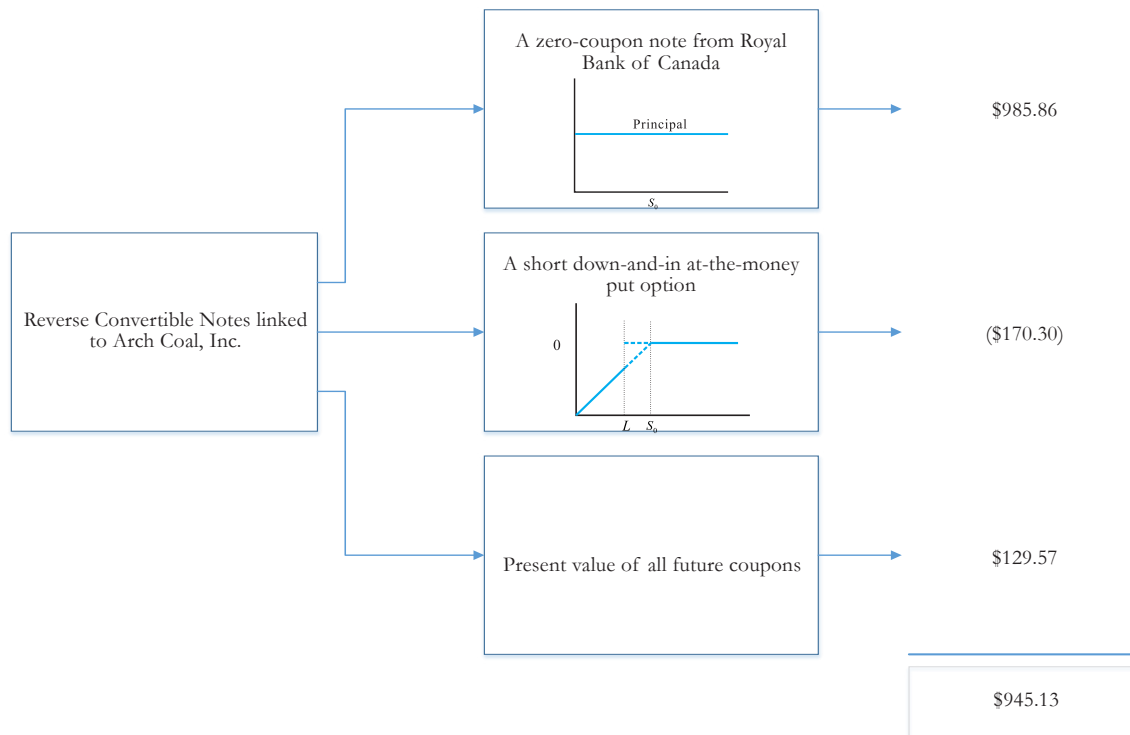 A zero-coupon note from Royal
Bank of Canada
Principal
S₀
$985.86
Reverse Convertible Notes linked
to Arch Coal, Inc.
A short down-and-in at-the-money
put option
0
L S₀
($170.30)
Present value of all future coupons
$129.57
$945.13